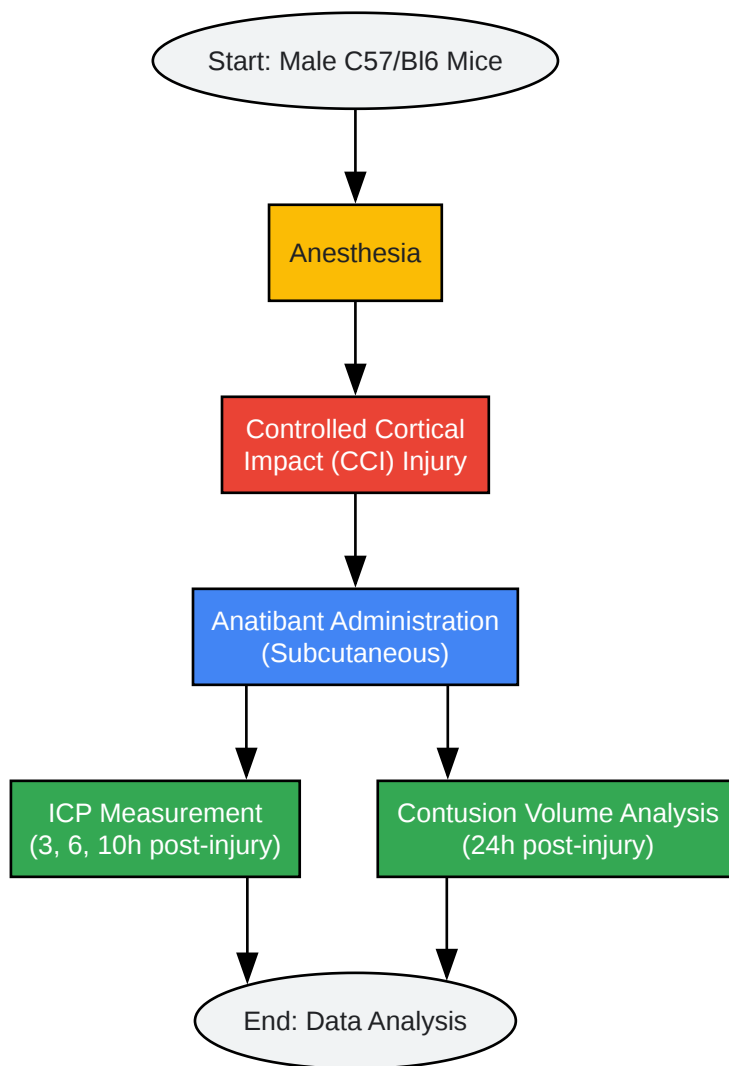 Start: Male C57/Bl6 Mice
Anesthesia
Controlled Cortical
Impact (CCI) Injury
Anatibant Administration
(Subcutaneous)
ICP Measurement
(3, 6, 10h post-injury)
Contusion Volume Analysis
(24h post-injury)
End: Data Analysis